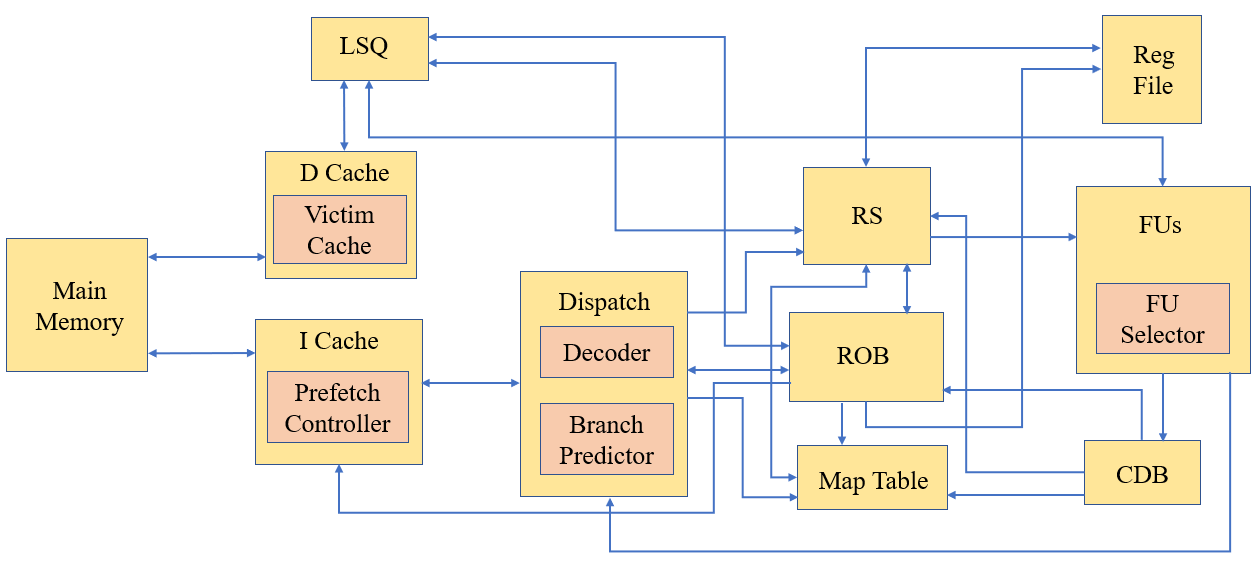 LSQ
Reg
File
D Cache
Victim
Cache
RS
FUs
Main
Memory
Dispatch
FU
Selector
I Cache
Decoder
ROB
Prefetch
Controller
Branch
Predictor
Map Table
CDB